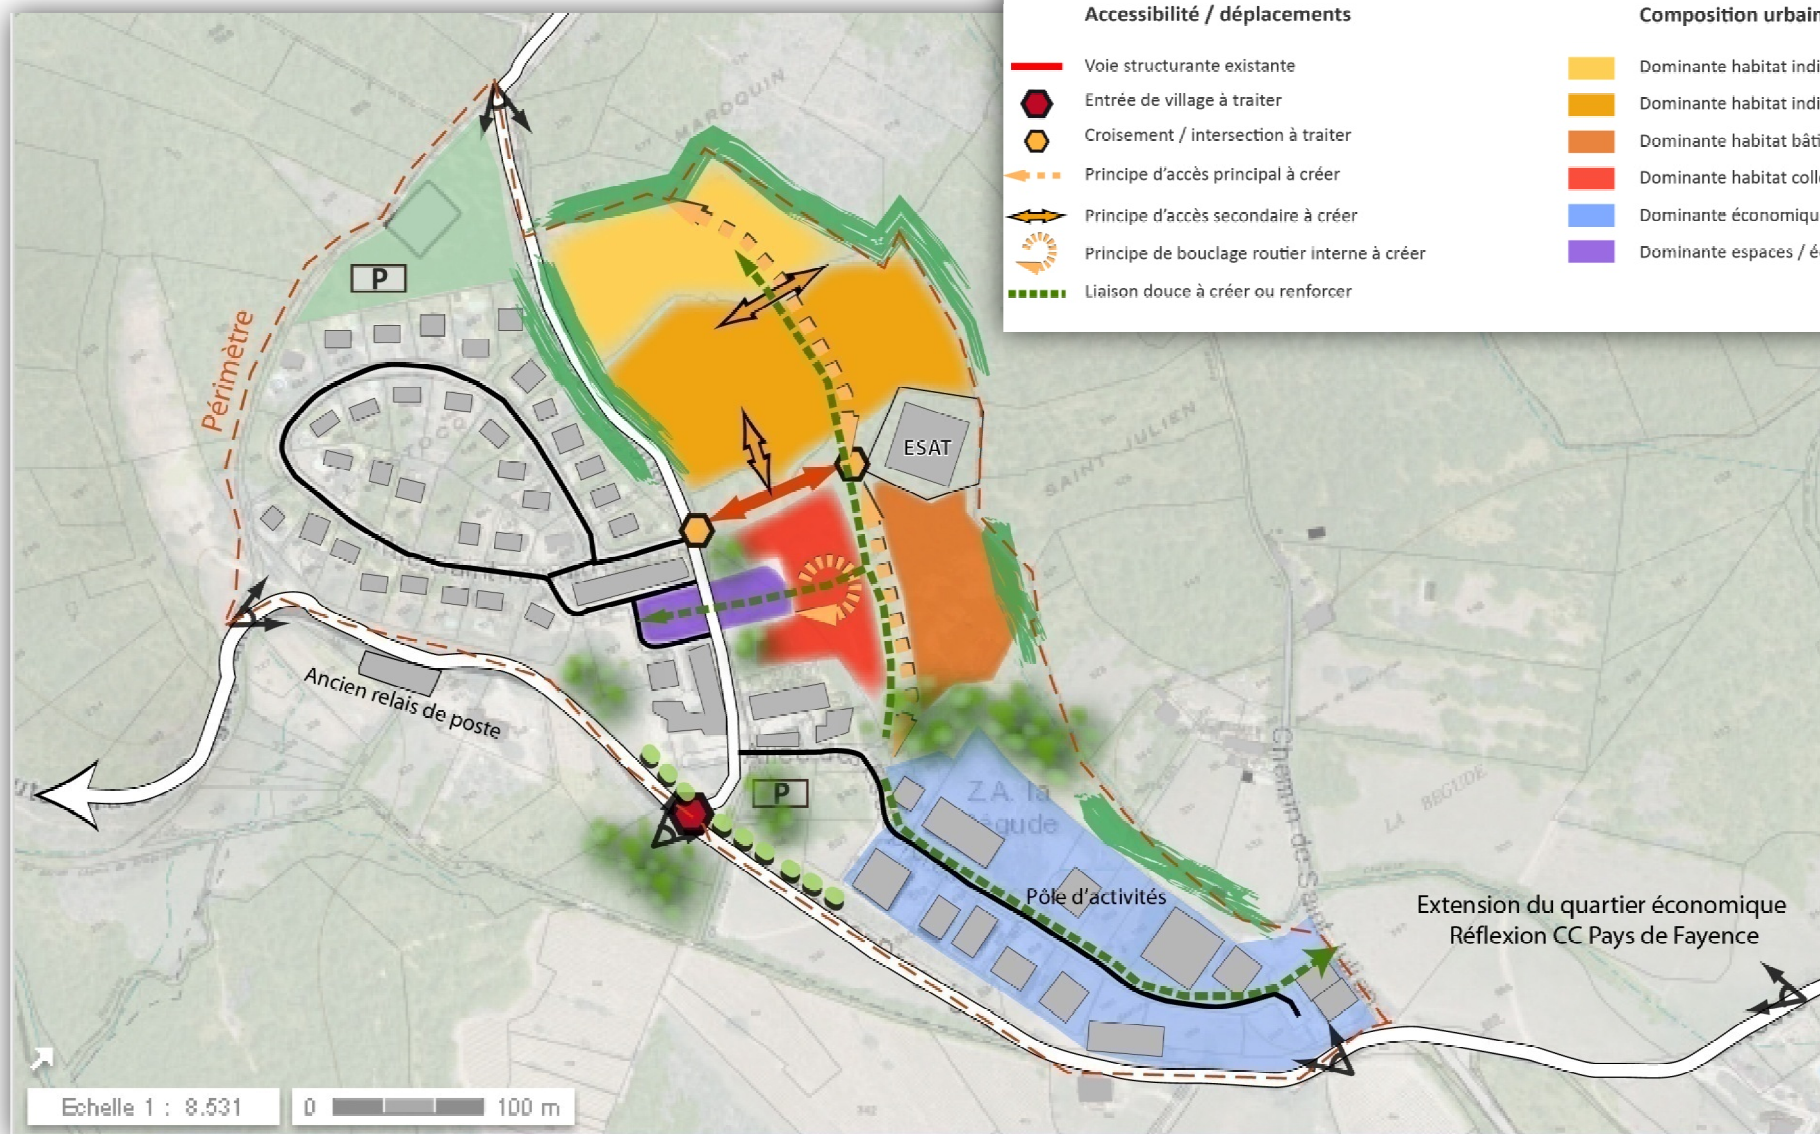 Accessibilité / déplacements
Voie structurante existante
Entrée de village à traiter
Croisement / intersection à traiter
Principe d'accès principal à créer
Principe d'accès secondaire à créer
Principe de bouclage routier interne à créer
Liaison douce à créer ou renforcer
Composition urbain
Dominante habitat indi
Dominante habitat indi
Dominante habitat bâti
Dominante habitat coll
Dominante économiqu
Dominante espaces / é
MAROQUIN
P
Périmètre
ESAT
SAINT-JULIEN
Ancien relais de poste
P
Z.A. la
Bégude
LA BEGUDE
Chemin de
Pôle d'activités
Extension du quartier économique
Réflexion CC Pays de Fayence
Echelle 1 : 8.531
0 100 m